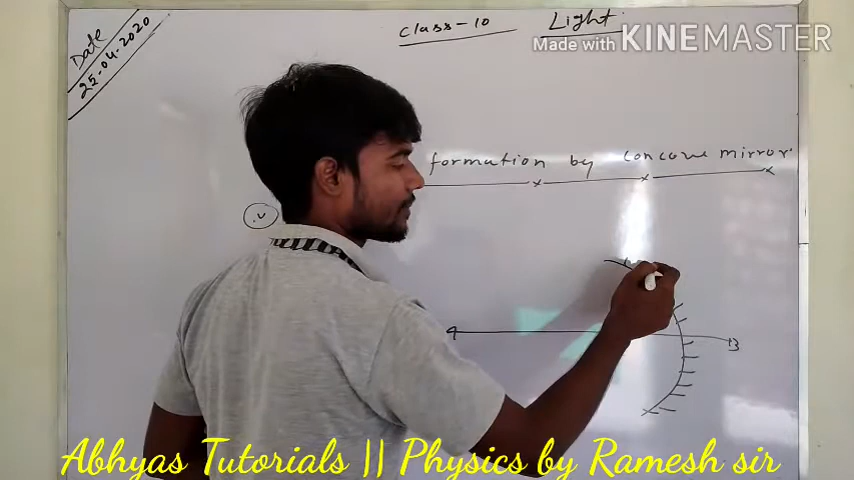 Date
25-04-2020
Class-10 Light
Made with KINEMASTER
formation by concave mirror
B
Abhyas Tutorials || Physics by Ramesh sir